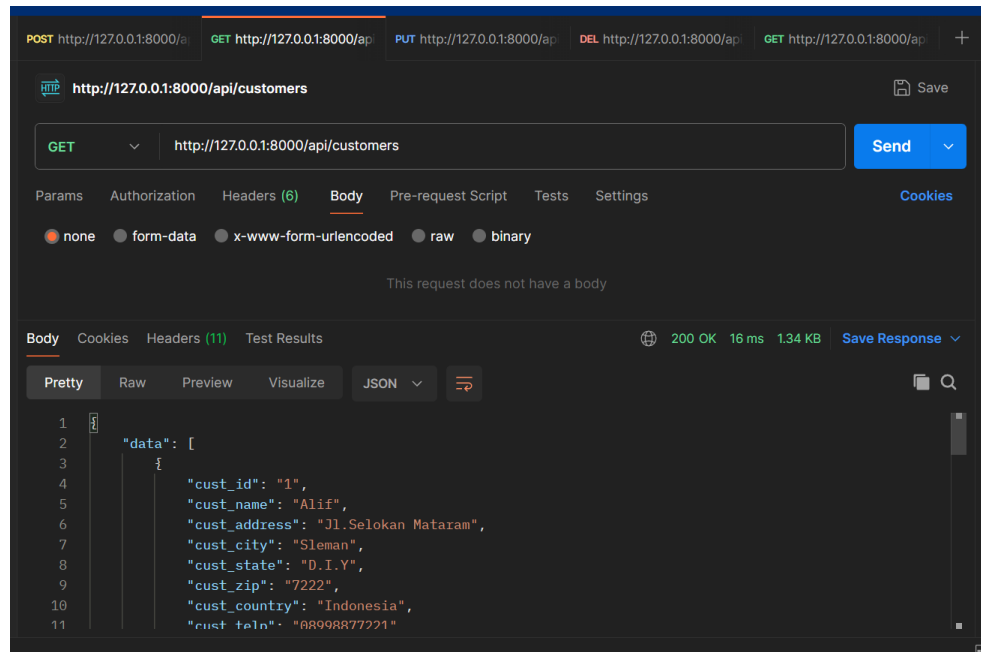 POST http://127.0.0.1:8000/a GET http://127.0.0.1:8000/api PUT http://127.0.0.1:8000/ap DEL http://127.0.0.1:8000/api GET http://127.0.0.1:8000/ap +
HTTP http://127.0.0.1:8000/api/customers Save
GET http://127.0.0.1:8000/api/customers Send
Params Authorization Headers (6) Body Pre-request Script Tests Settings Cookies
none form-data x-www-form-urlencoded raw binary
This request does not have a body
Body Cookies Headers (11) Test Results 200 OK 16 ms 1.34 KB Save Response
Pretty Raw Preview Visualize JSON
1 {
2 "data": [
3 {
4 "cust_id": "1",
5 "cust_name": "Alif",
6 "cust_address": "Jl.Selokan Mataram",
7 "cust_city": "Sleman",
8 "cust_state": "D.I.Y",
9 "cust_zip": "7222",
10 "cust_country": "Indonesia",
11 "cust_telp": "08998877221"